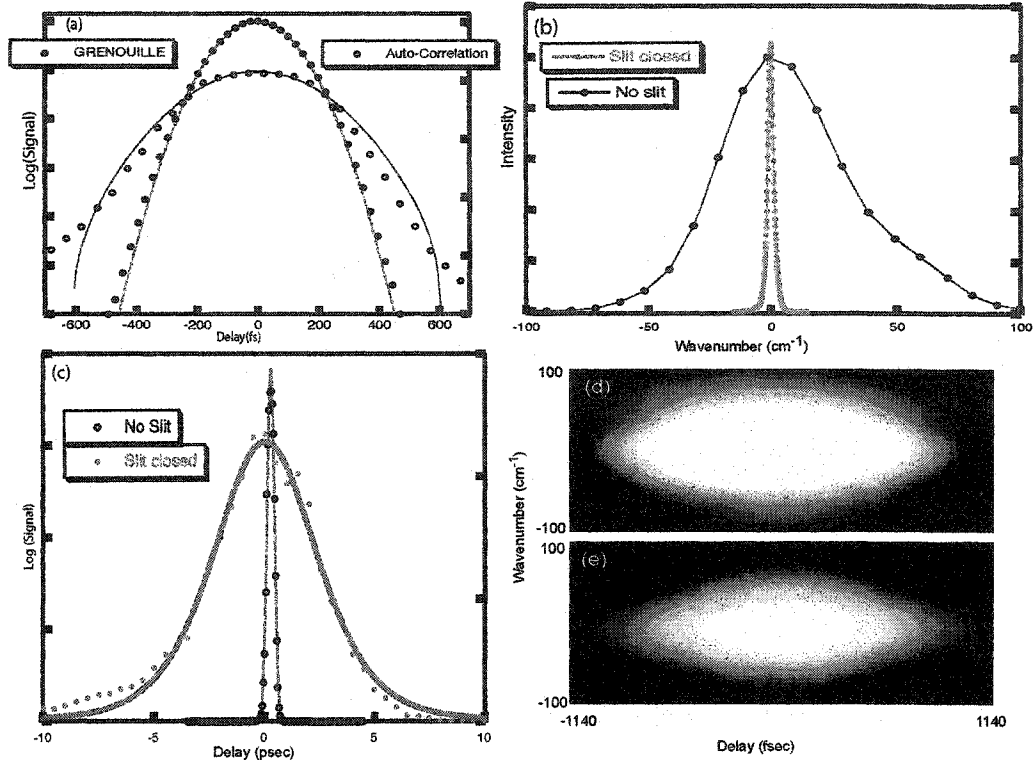 (a)
GRENOUILLE
Auto-Correlation
Log(Signal)
-600 -400 -200 0 200 400 600
Delay(fs)
(b)
Slit closed
No slit
Intensity
-100 -50 0 50 100
Wavenumber (cm-1)
(c)
No Slit
Slit closed
Log (Signal)
-10 -5 0 5 10
Delay (psec)
100
(d)
Wavenumber (cm-1)
-100
100
(e)
-100
-1140 1140
Delay (fsec)